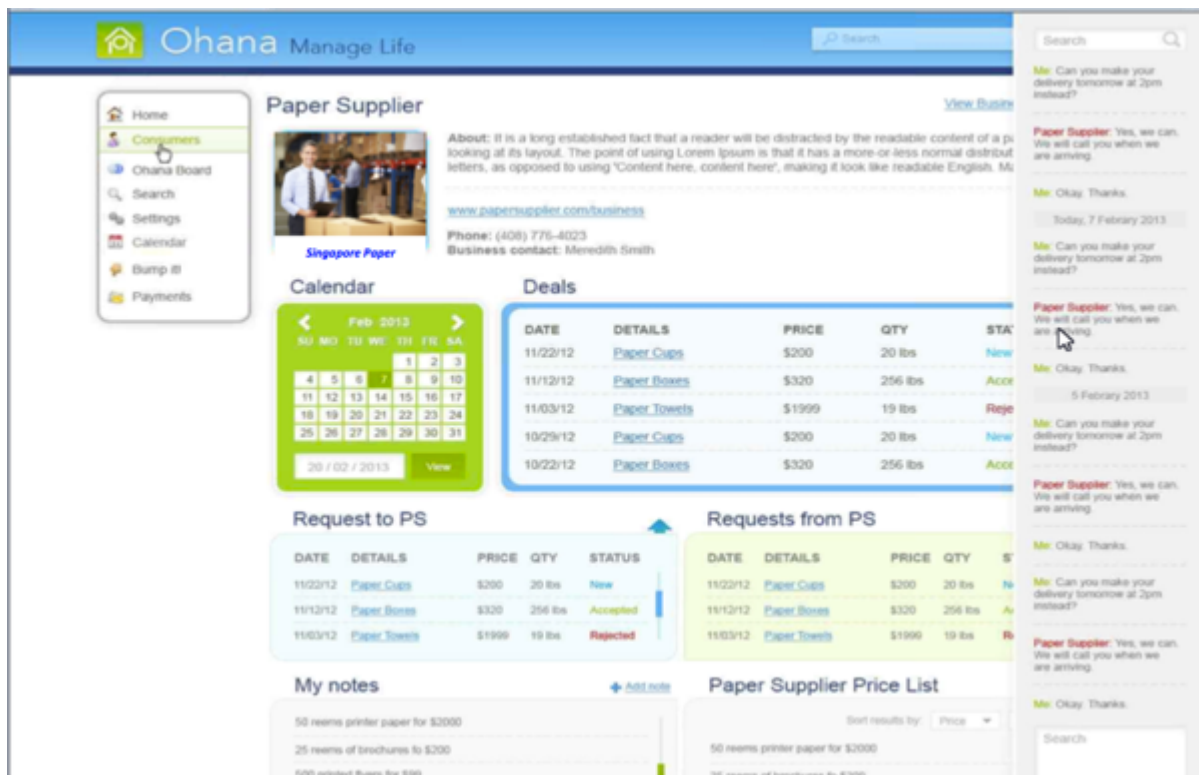 Ohana Manage Life
Search
Home
Consumers
Ohana Board
Search
Settings
Calendar
Bump it!
Payments
Paper Supplier
View Busin
Singapore Paper
About: It is a long established fact that a reader will be distracted by the readable content of a pa
looking at its layout. The point of using Lorem Ipsum is that it has a more-or-less normal distribut
letters, as opposed to using 'Content here, content here', making it look like readable English. Ma
www.papersupplier.com/business
Phone: (408) 776-4023
Business contact: Meredith Smith
Calendar
Feb 2013
SU MO TU WE TH FR SA
1 2 3
4 5 6 7 8 9 10
11 12 13 14 15 16 17
18 19 20 21 22 23 24
25 26 27 28 29 30 31
20 / 02 / 2013 View
Deals
DATE DETAILS PRICE QTY STA
11/22/12 Paper Cups $200 20 lbs New
11/12/12 Paper Boxes $320 256 lbs Acce
11/03/12 Paper Towels $1999 19 lbs Reje
10/29/12 Paper Cups $200 20 lbs New
10/22/12 Paper Boxes $320 256 lbs Acce
Request to PS
DATE DETAILS PRICE QTY STATUS
11/22/12 Paper Cups $200 20 lbs New
11/12/12 Paper Boxes $320 256 lbs Accepted
11/03/12 Paper Towels $1999 19 lbs Rejected
Requests from PS
DATE DETAILS PRICE QTY S
11/22/12 Paper Cups $200 20 lbs N
11/12/12 Paper Boxes $320 256 lbs A
11/03/12 Paper Towels $1999 19 lbs R
My notes
Add note
50 reems printer paper for $2000
25 reems of brochures fo $200
500 printed flyers for $99
Paper Supplier Price List
Sort results by: Price
50 reems printer paper for $2000
25 reems of brochures fo $200
Search
Me: Can you make your
delivery tomorrow at 2pm
instead?
Paper Supplier: Yes, we can.
We will call you when we
are arriving.
Me: Okay. Thanks.
Today, 7 Febrary 2013
Me: Can you make your
delivery tomorrow at 2pm
instead?
Paper Supplier: Yes, we can.
We will call you when we
are arriving.
Me: Okay. Thanks.
5 Febrary 2013
Me: Can you make your
delivery tomorrow at 2pm
instead?
Paper Supplier: Yes, we can.
We will call you when we
are arriving.
Me: Okay. Thanks.
Me: Can you make your
delivery tomorrow at 2pm
instead?
Paper Supplier: Yes, we can.
We will call you when we
are arriving.
Me: Okay. Thanks.
Search